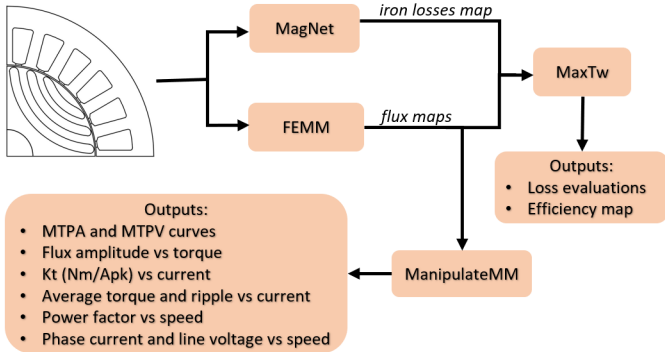 MagNet
iron losses map
MaxTw
FEMM
flux maps
Outputs:
• Loss evaluations
• Efficiency map
Outputs:
• MTPA and MTPV curves
• Flux amplitude vs torque
• Kt (Nm/Apk) vs current
• Average torque and ripple vs current
• Power factor vs speed
• Phase current and line voltage vs speed
ManipulateMM